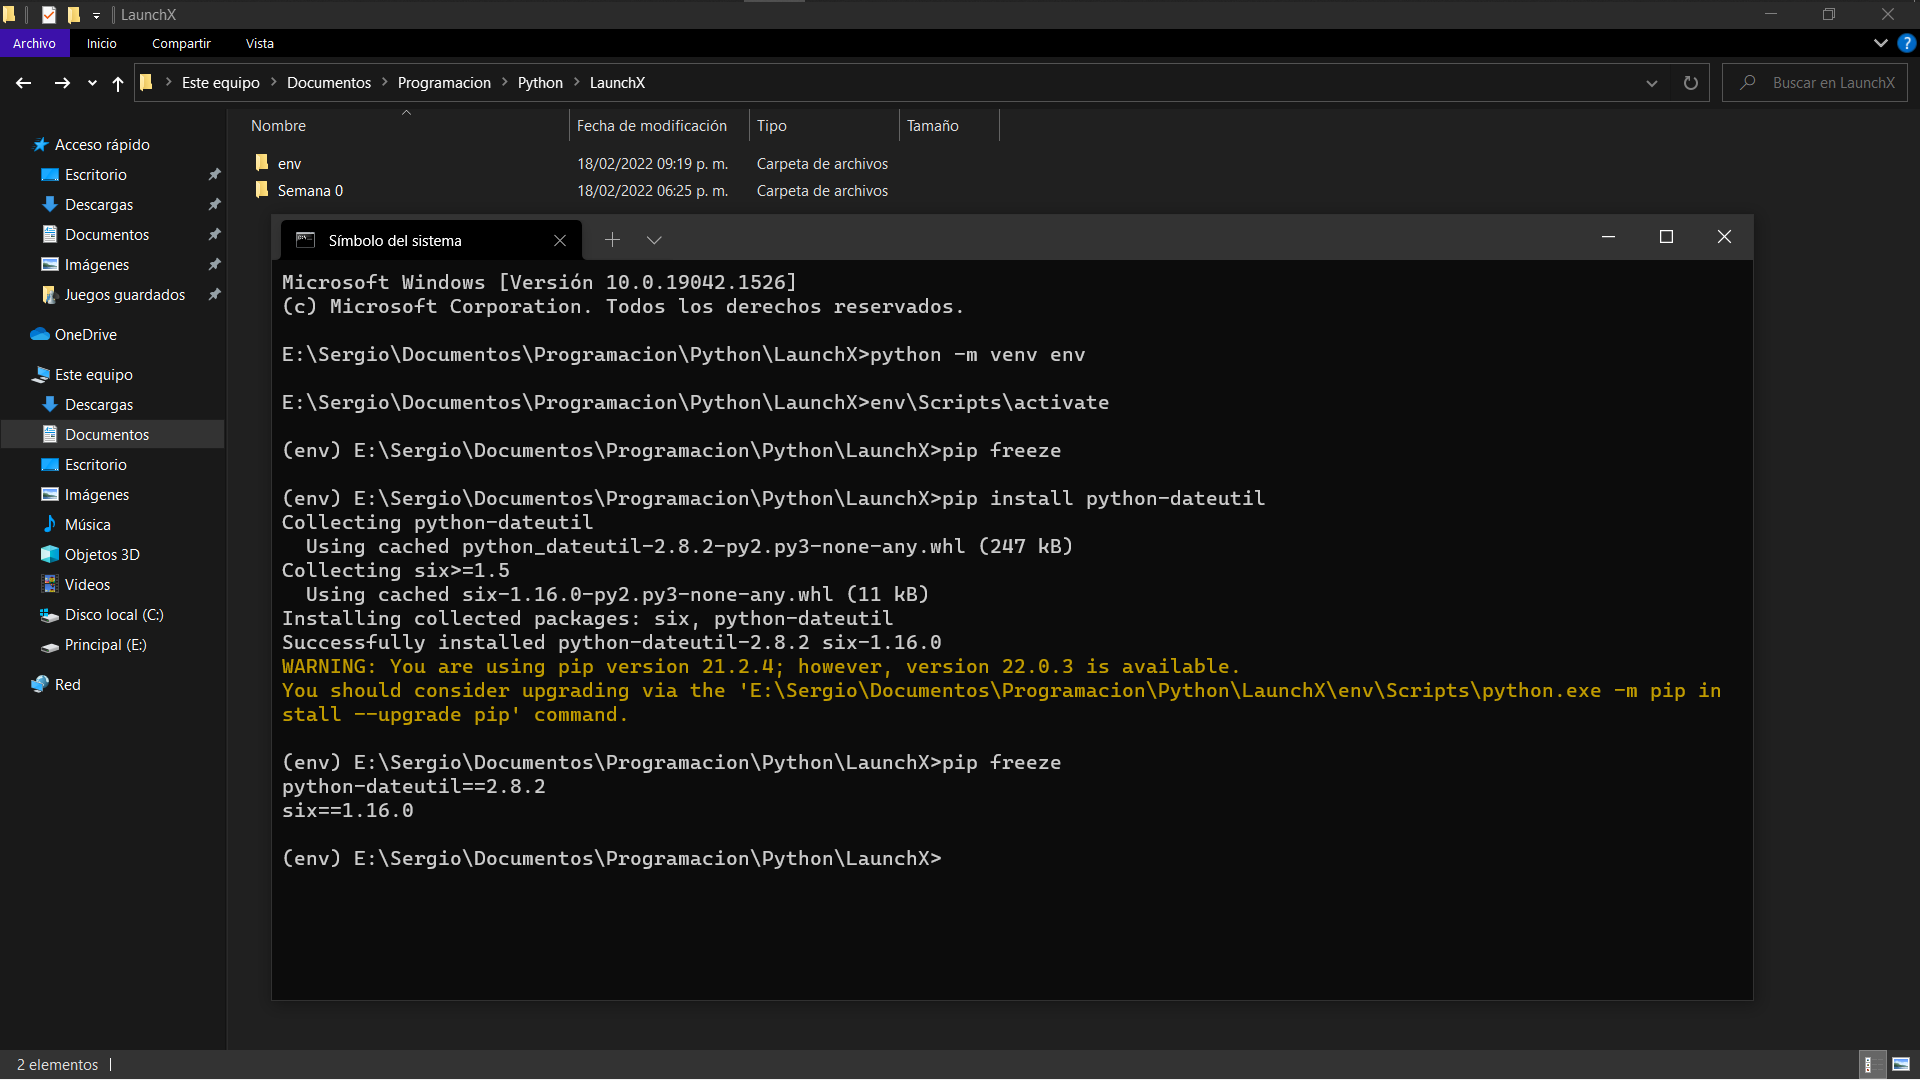 LaunchX
Archivo Inicio Compartir Vista
Este equipo Documentos Programacion Python LaunchX
Buscar en LaunchX
Nombre Fecha de modificación Tipo Tamaño
env 18/02/2022 09:19 p. m. Carpeta de archivos
Semana 0 18/02/2022 06:25 p. m. Carpeta de archivos
Acceso rápido
Escritorio
Descargas
Documentos
Imágenes
Juegos guardados
OneDrive
Este equipo
Descargas
Documentos
Escritorio
Imágenes
Música
Objetos 3D
Videos
Disco local (C:)
Principal (E:)
Red
Símbolo del sistema
Microsoft Windows [Versión 10.0.19042.1526]
(c) Microsoft Corporation. Todos los derechos reservados.
E:\Sergio\Documentos\Programacion\Python\LaunchX>python -m venv env
E:\Sergio\Documentos\Programacion\Python\LaunchX>env\Scripts\activate
(env) E:\Sergio\Documentos\Programacion\Python\LaunchX>pip freeze
(env) E:\Sergio\Documentos\Programacion\Python\LaunchX>pip install python-dateutil
Collecting python-dateutil
  Using cached python_dateutil-2.8.2-py2.py3-none-any.whl (247 kB)
Collecting six>=1.5
  Using cached six-1.16.0-py2.py3-none-any.whl (11 kB)
Installing collected packages: six, python-dateutil
Successfully installed python-dateutil-2.8.2 six-1.16.0
WARNING: You are using pip version 21.2.4; however, version 22.0.3 is available.
You should consider upgrading via the 'E:\Sergio\Documentos\Programacion\Python\LaunchX\env\Scripts\python.exe -m pip in
stall --upgrade pip' command.
(env) E:\Sergio\Documentos\Programacion\Python\LaunchX>pip freeze
python-dateutil==2.8.2
six==1.16.0
(env) E:\Sergio\Documentos\Programacion\Python\LaunchX>
2 elementos